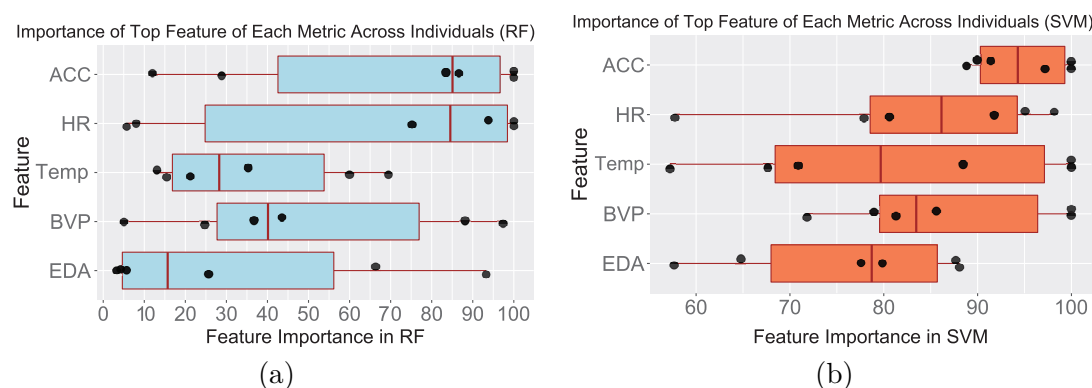 Importance of Top Feature of Each Metric Across Individuals (RF)
Feature
ACC
HR
Temp
BVP
EDA
0 10 20 30 40 50 60 70 80 90 100
Feature Importance in RF
(a)
Importance of Top Feature of Each Metric Across Individuals (SVM)
Feature
ACC
HR
Temp
BVP
EDA
60 70 80 90 100
Feature Importance in SVM
(b)